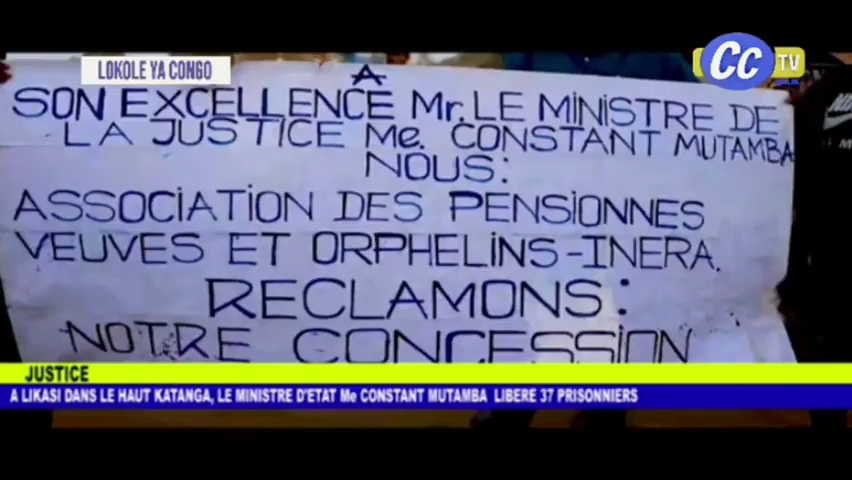 LOKOLE YA CONGO
CC TV
A
SON EXCELLENCE Mr. LE MINISTRE DE
LA JUSTICE Me. CONSTANT MUTAMBA
NOUS:
ASSOCIATION DES PENSIONNES
VEUVES ET ORPHELINS-INERA.
RECLAMONS:
NOTRE CONCESSION
JUSTICE
A LIKASI DANS LE HAUT KATANGA, LE MINISTRE D'ETAT Me CONSTANT MUTAMBA LIBERE 37 PRISONNIERS